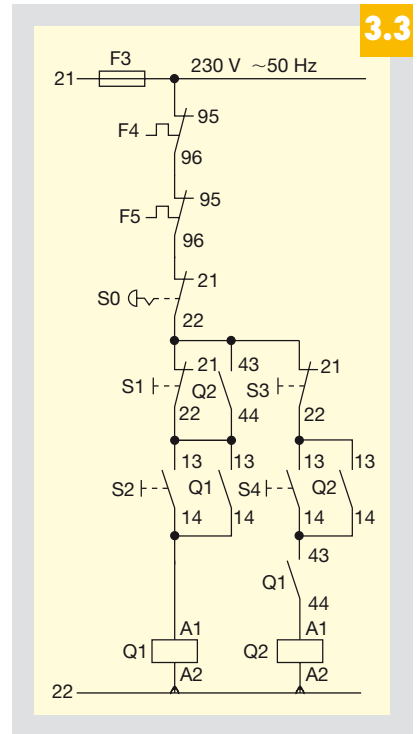 3.3
F3
21 230 V ~50 Hz
95
F4
96
95
F5
96
21
S0
22
21 43 21
S1 Q2 S3
22 44 22
13 13 13 13
S2 Q1 S4 Q2
14 14 14 14
43
Q1
44
A1 A1
Q1 Q2
A2 A2
22